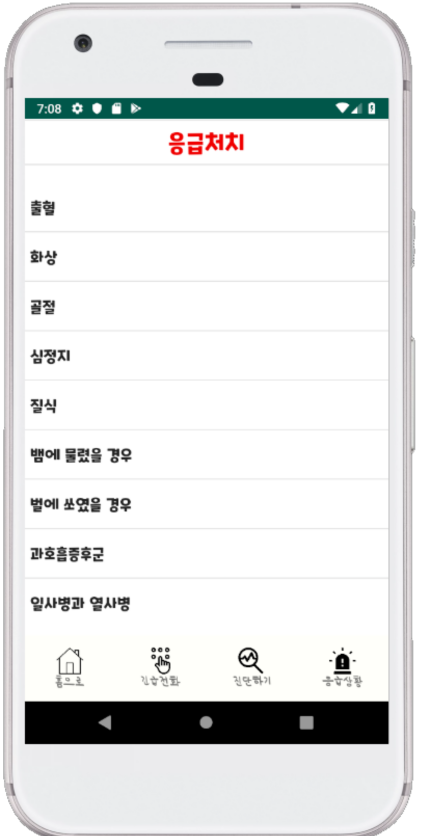 7:08
응급처치
출혈
화상
골절
심정지
질식
뱀에 물렸을 경우
벌에 쏘였을 경우
과호흡증후군
일사병과 열사병
홈으로 긴급전화 진단하기 응급상황